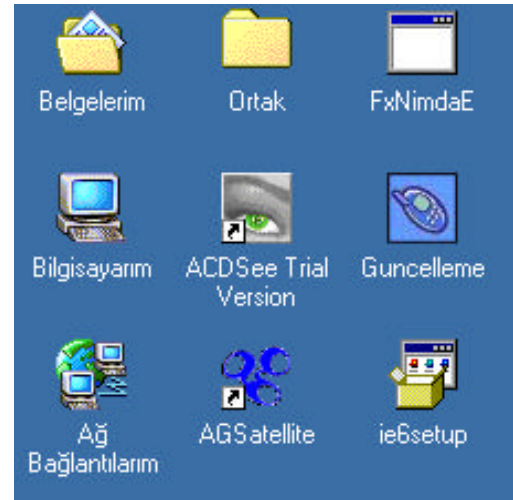 Belgelerim
Ortak
FxNimdaE
Bilgisayarım
ACDSee Trial
Version
Guncelleme
Ağ
Bağlantılarım
AGSatellite
ie6setup